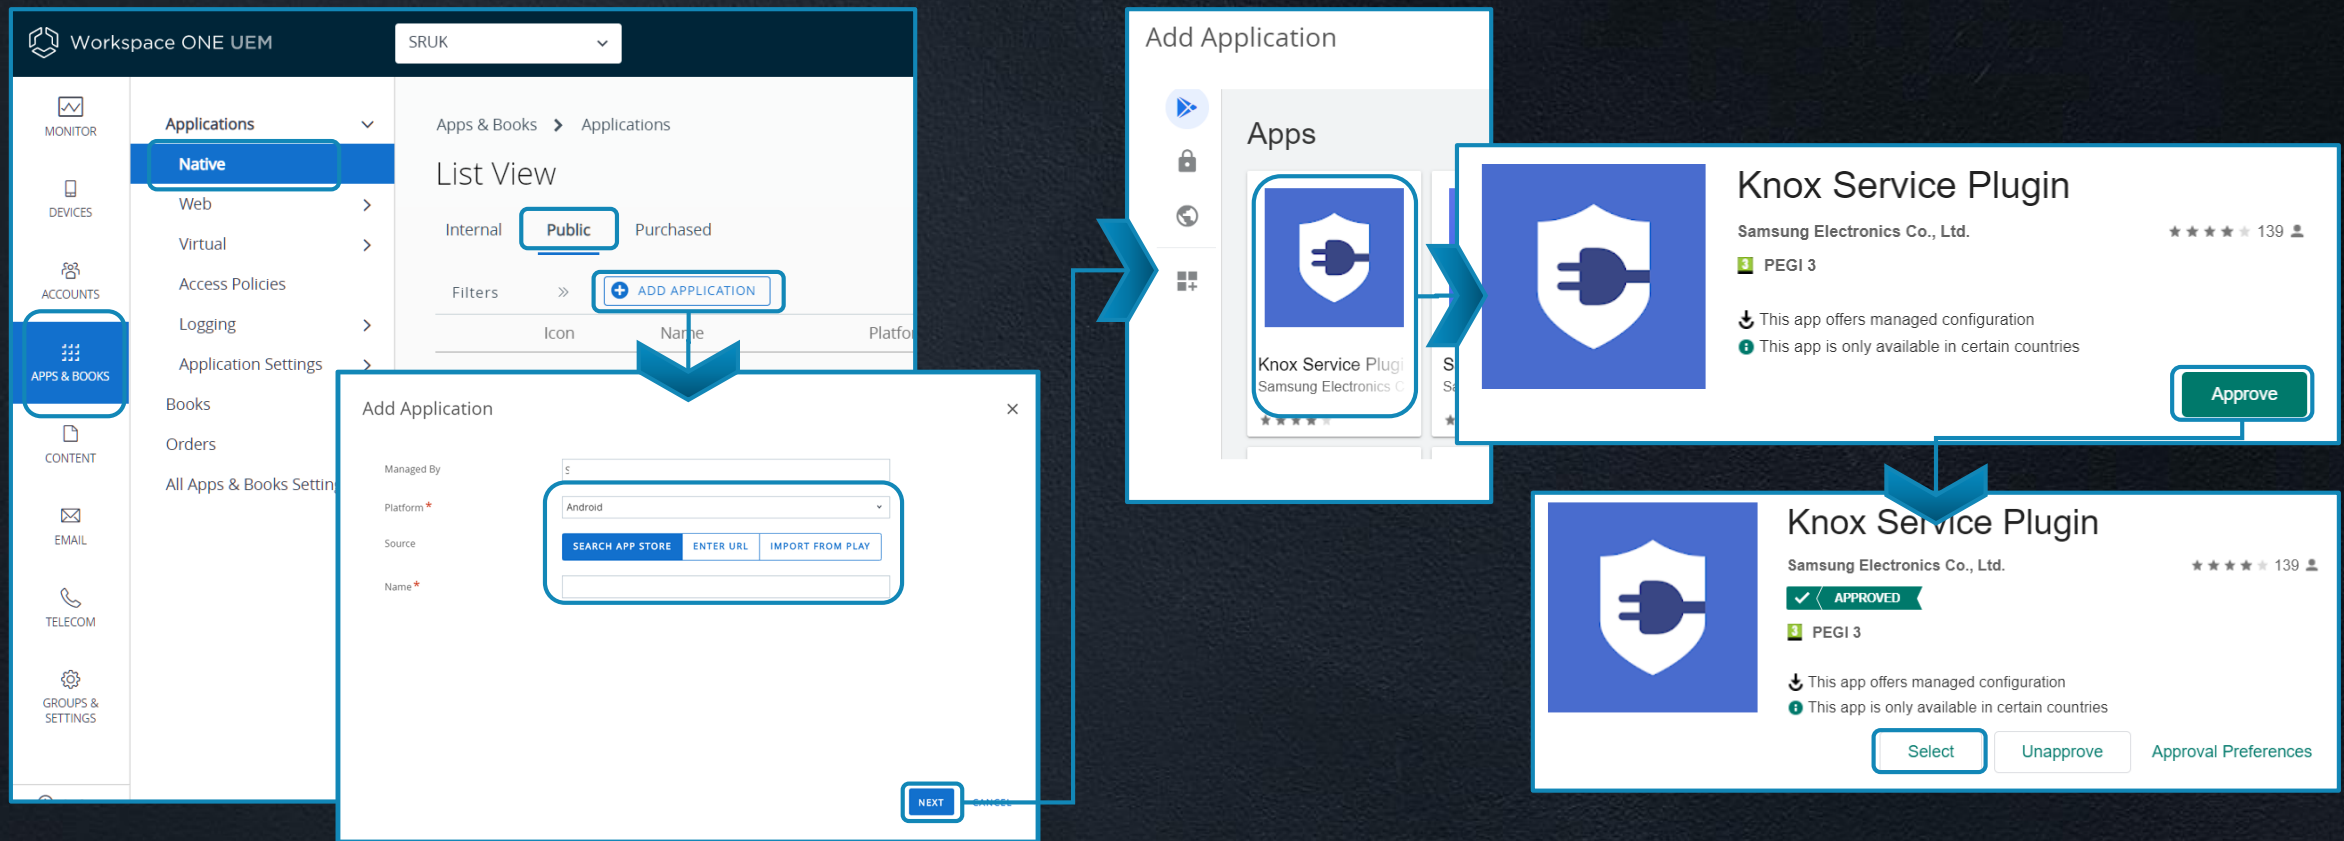 Workspace ONE UEM
SRUK
MONITOR
DEVICES
ACCOUNTS
APPS & BOOKS
CONTENT
EMAIL
TELECOM
GROUPS &
SETTINGS
Applications
Native
Web
Virtual
Access Policies
Logging
Application Settings
Books
Orders
All Apps & Books Settin
Apps & Books > Applications
List View
Internal Public Purchased
Filters » ADD APPLICATION
Icon Name Platfor
Add Application
Managed By S
Platform * Android
Source SEARCH APP STORE ENTER URL IMPORT FROM PLAY
Name *
NEXT CANCEL
Add Application
Apps
Knox Service Plugi
Samsung Electronics C
S
Sa
Knox Service Plugin
Samsung Electronics Co., Ltd.
139
3 PEGI 3
This app offers managed configuration
This app is only available in certain countries
Approve
Knox Service Plugin
Samsung Electronics Co., Ltd.
139
APPROVED
3 PEGI 3
This app offers managed configuration
This app is only available in certain countries
Select Unapprove Approval Preferences